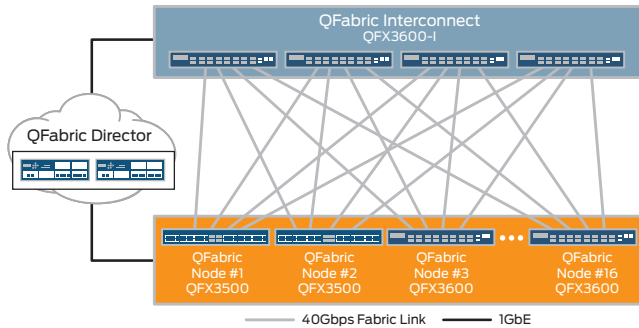 QFabric Interconnect
QFX3600-I
QFabric Director
QFabric
Node #1
QFX3500
QFabric
Node #2
QFX3500
QFabric
Node #3
QFX3600
QFabric
Node #16
QFX3600
40Gbps Fabric Link
1GbE